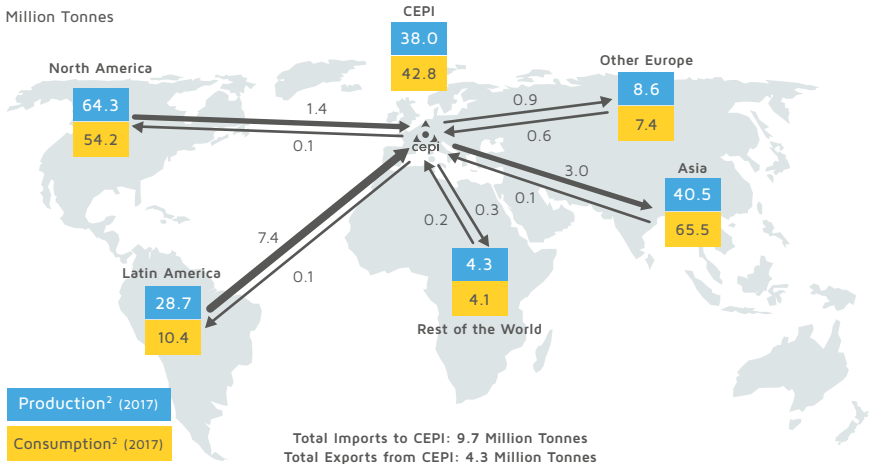 Million Tonnes
CEPI
38.0
42.8
North America
64.3
54.2
Other Europe
8.6
7.4
1.4
0.1
0.9
0.6
cepi
Asia
40.5
65.5
3.0
0.1
7.4
0.1
0.2
0.3
Latin America
28.7
10.4
4.3
4.1
Rest of the World
Production² (2017)
Consumption² (2017)
Total Imports to CEPI: 9.7 Million Tonnes
Total Exports from CEPI: 4.3 Million Tonnes